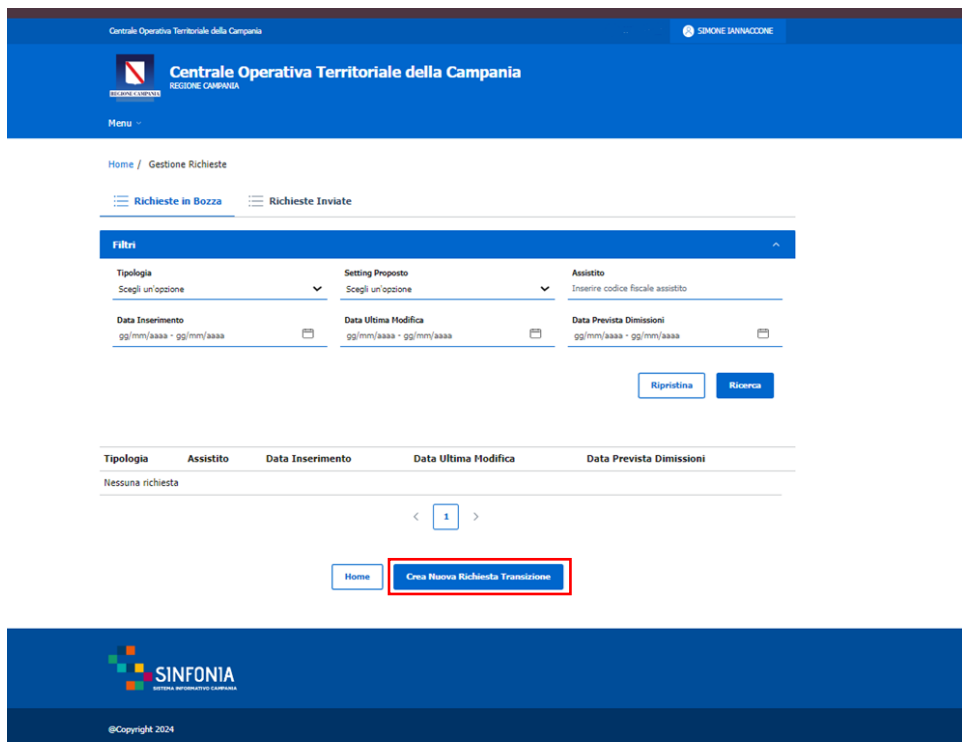 Centrale Operativa Territoriale della Campania
SIMONE IANNACCONE
Centrale Operativa Territoriale della Campania
REGIONE CAMPANIA
REGIONE CAMPANIA
Menu
Home / Gestione Richieste
Richieste in Bozza Richieste Inviate
Filtri
Tipologia Setting Proposto Assistito
Scegli un'opzione Scegli un'opzione Inserire codice fiscale assistito
Data Inserimento Data Ultima Modifica Data Prevista Dimissioni
gg/mm/aaaa - gg/mm/aaaa gg/mm/aaaa - gg/mm/aaaa gg/mm/aaaa - gg/mm/aaaa
Ripristina Ricerca
Tipologia Assistito Data Inserimento Data Ultima Modifica Data Prevista Dimissioni
Nessuna richiesta
< 1 >
Home Crea Nuova Richiesta Transizione
SINFONIA
SISTEMA INFORMATIVO CAMPANIA
@Copyright 2024